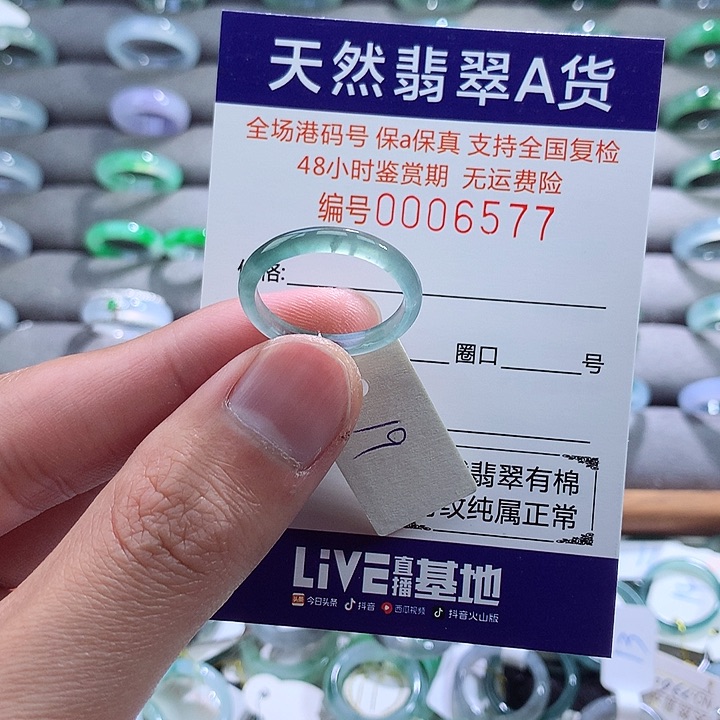 天然翡翠A货
全场港码号 保a保真 支持全国复检
48小时鉴赏期 无运费险
编号0006577
格:
圈口 号
19
翡翠有棉
纹纯属正常
LiVE直播基地
今日头条 抖音 西瓜视频 抖音火山版
13